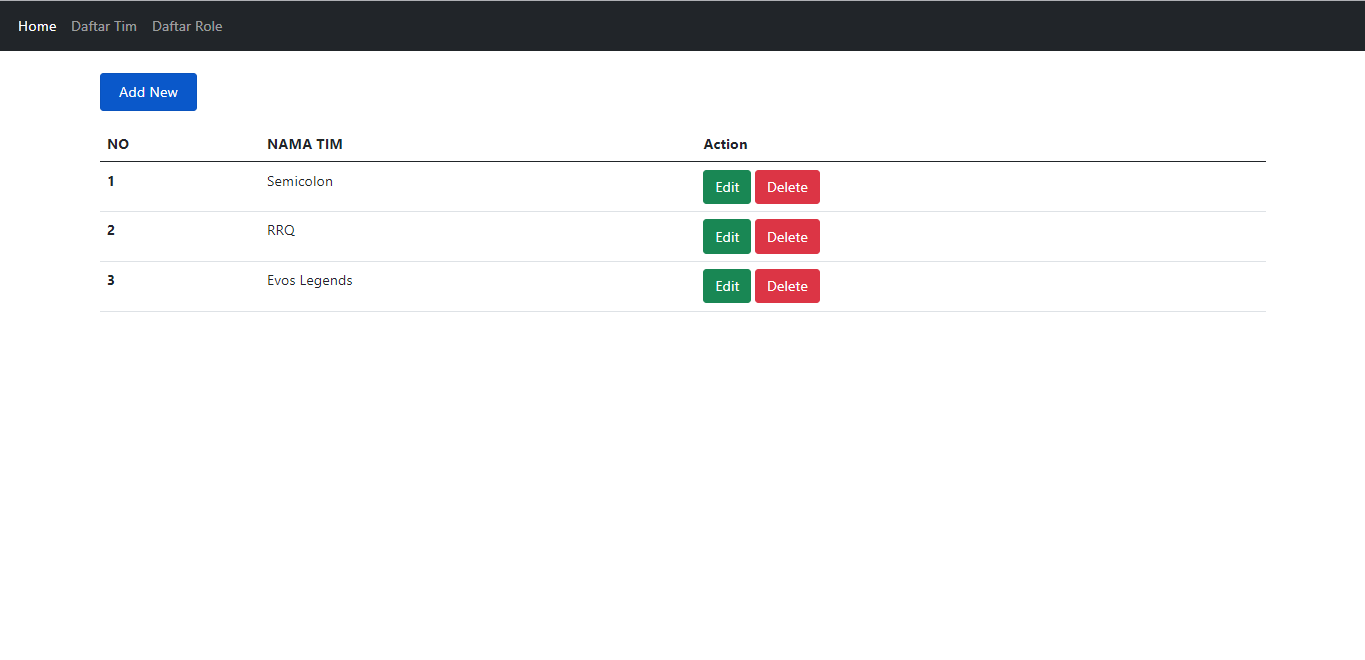 Home Daftar Tim Daftar Role
Add New
NO NAMA TIM Action
1 Semicolon Edit Delete
2 RRQ Edit Delete
3 Evos Legends Edit Delete